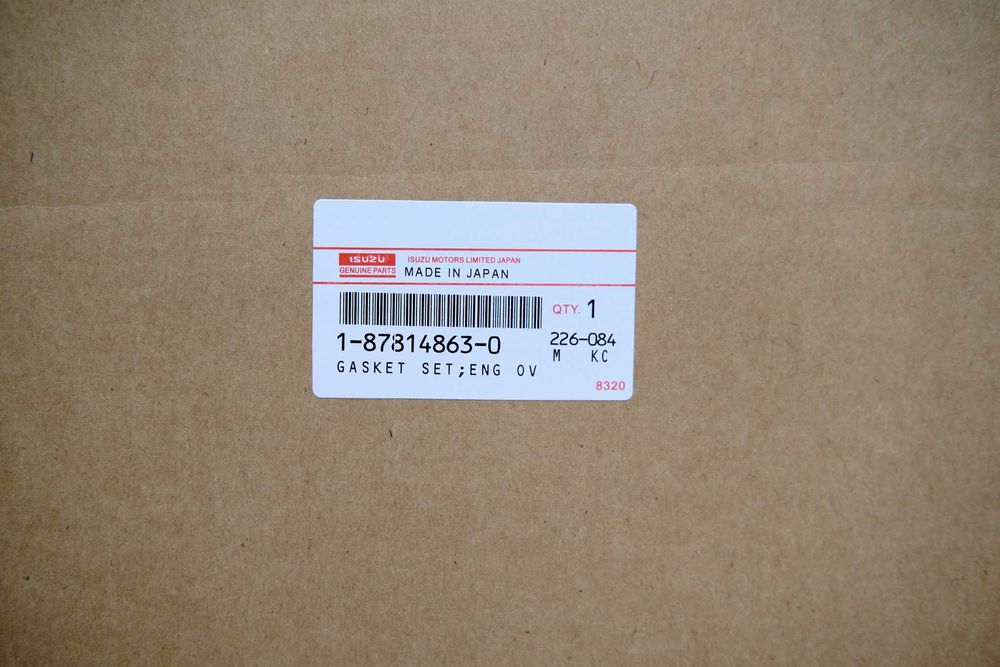 ISUZU
GENUINE PARTS
ISUZU MOTORS LIMITED JAPAN
MADE IN JAPAN
QTY. 1
1-87814863-0
226-084
M KC
GASKET SET;ENG OV
8320